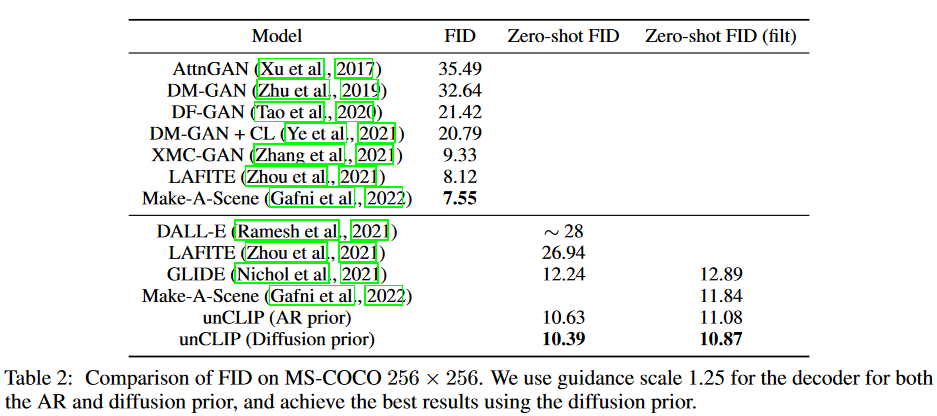 Model FID Zero-shot FID Zero-shot FID (filt)
AttnGAN (Xu et al., 2017) 35.49
DM-GAN (Zhu et al., 2019) 32.64
DF-GAN (Tao et al., 2020) 21.42
DM-GAN + CL (Ye et al., 2021) 20.79
XMC-GAN (Zhang et al., 2021) 9.33
LAFITE (Zhou et al., 2021) 8.12
Make-A-Scene (Gafni et al., 2022) 7.55
DALL-E (Ramesh et al., 2021) ∼ 28
LAFITE (Zhou et al., 2021) 26.94
GLIDE (Nichol et al., 2021) 12.24 12.89
Make-A-Scene (Gafni et al., 2022) 11.84
unCLIP (AR prior) 10.63 11.08
unCLIP (Diffusion prior) 10.39 10.87
Table 2: Comparison of FID on MS-COCO 256 × 256. We use guidance scale 1.25 for the decoder for both
the AR and diffusion prior, and achieve the best results using the diffusion prior.